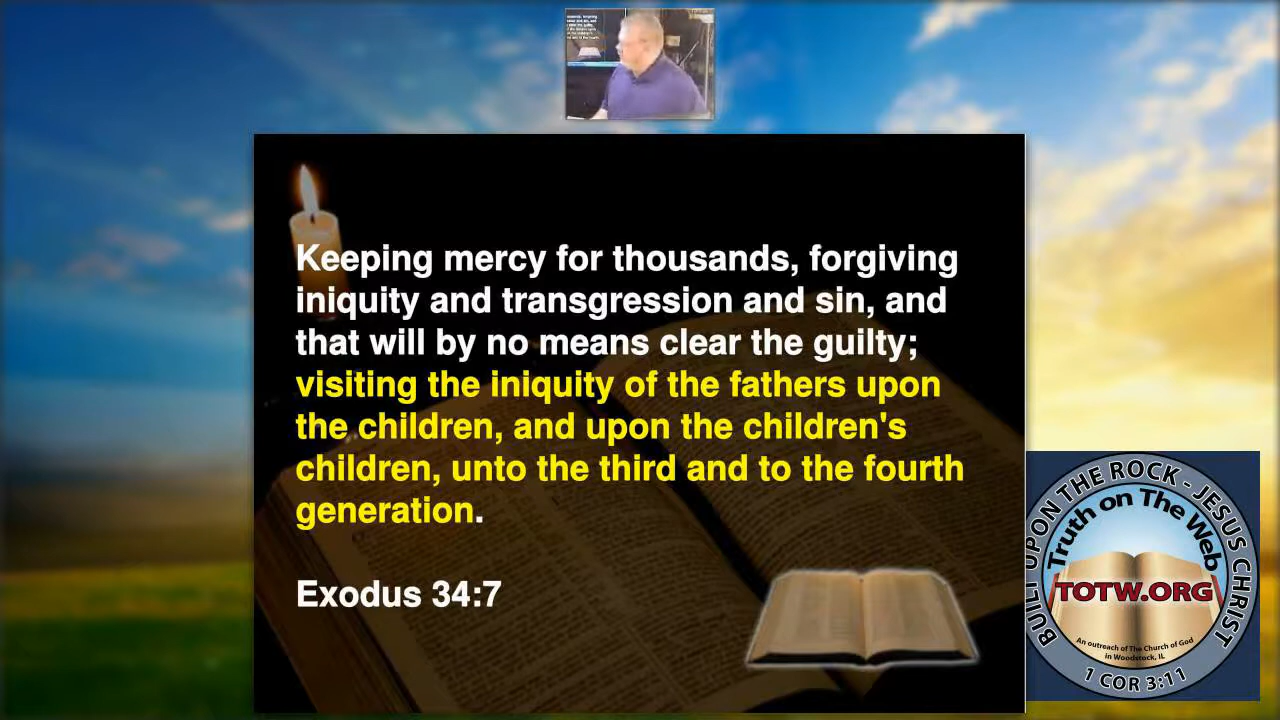 Keeping mercy for thousands, forgiving
iniquity and transgression and sin, and
that will by no means clear the guilty;
visiting the iniquity of the fathers upon
the children, and upon the children's
children, unto the third and to the fourth
generation.
Exodus 34:7
BUILT UPON THE ROCK - JESUS CHRIST
Truth on The Web
TOTW.ORG
An outreach of The Church of God
in Woodstock, IL
1 COR 3:11